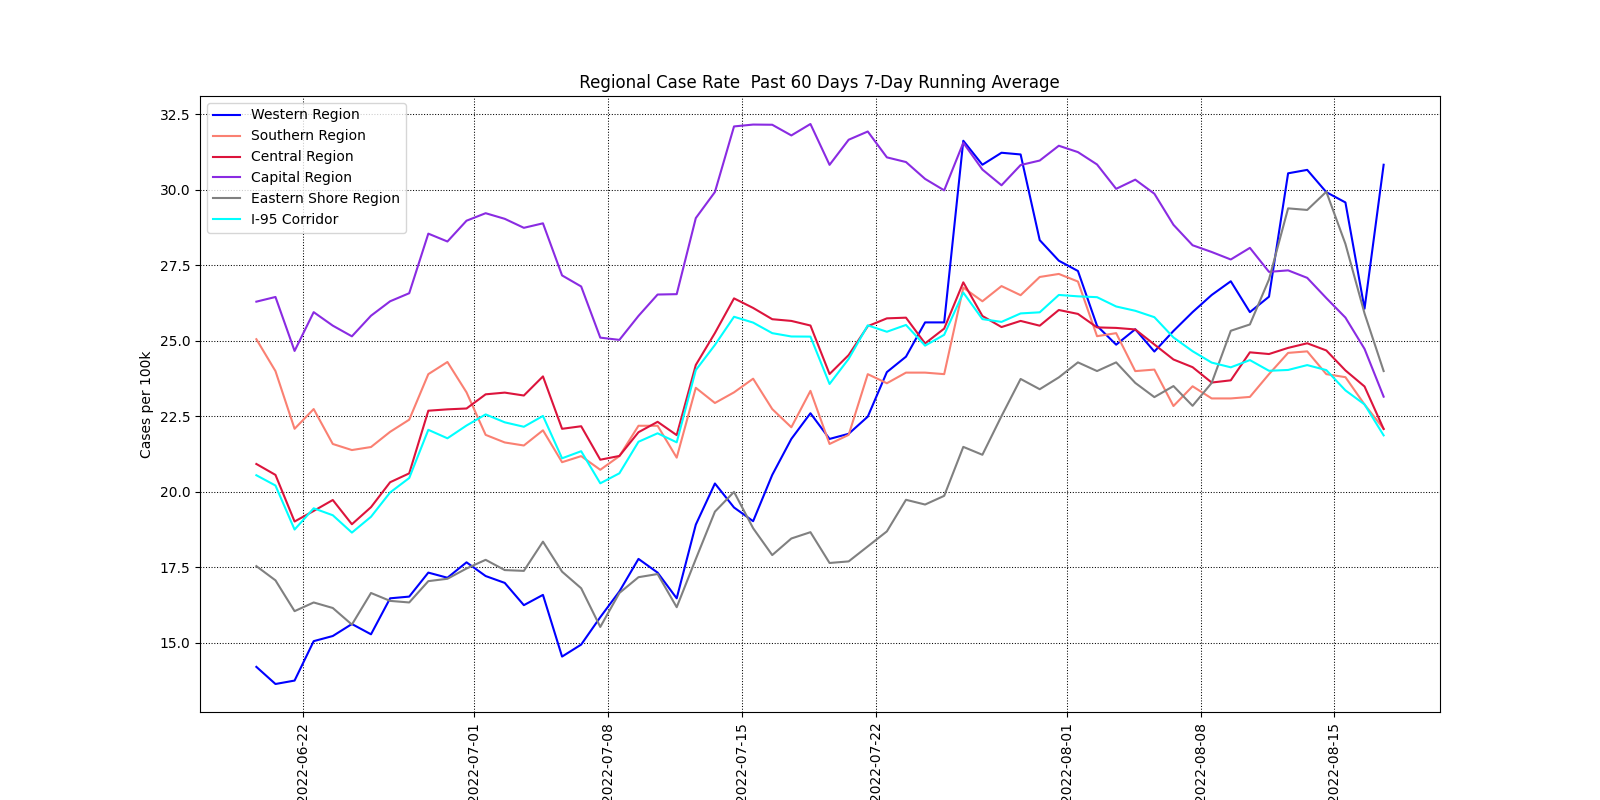 Regional Case Rate  Past 60 Days 7-Day Running Average
Western Region
Southern Region
Central Region
Capital Region
Eastern Shore Region
I-95 Corridor
Cases per 100k
32.5
30.0
27.5
25.0
22.5
20.0
17.5
15.0
2022-06-22
2022-07-01
2022-07-08
2022-07-15
2022-07-22
2022-08-01
2022-08-08
2022-08-15